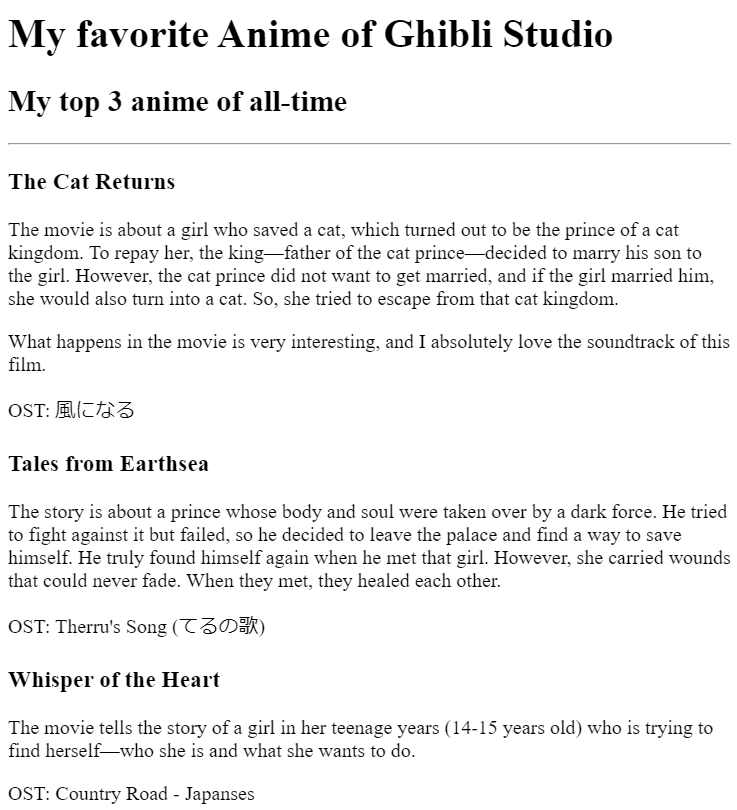 My favorite Anime of Ghibli Studio
My top 3 anime of all-time
The Cat Returns
The movie is about a girl who saved a cat, which turned out to be the prince of a cat
kingdom. To repay her, the king—father of the cat prince—decided to marry his son to
the girl. However, the cat prince did not want to get married, and if the girl married him,
she would also turn into a cat. So, she tried to escape from that cat kingdom.
What happens in the movie is very interesting, and I absolutely love the soundtrack of this
film.
OST: 風になる
Tales from Earthsea
The story is about a prince whose body and soul were taken over by a dark force. He tried
to fight against it but failed, so he decided to leave the palace and find a way to save
himself. He truly found himself again when he met that girl. However, she carried wounds
that could never fade. When they met, they healed each other.
OST: Therru's Song (てるの歌)
Whisper of the Heart
The movie tells the story of a girl in her teenage years (14-15 years old) who is trying to
find herself—who she is and what she wants to do.
OST: Country Road - Japanses